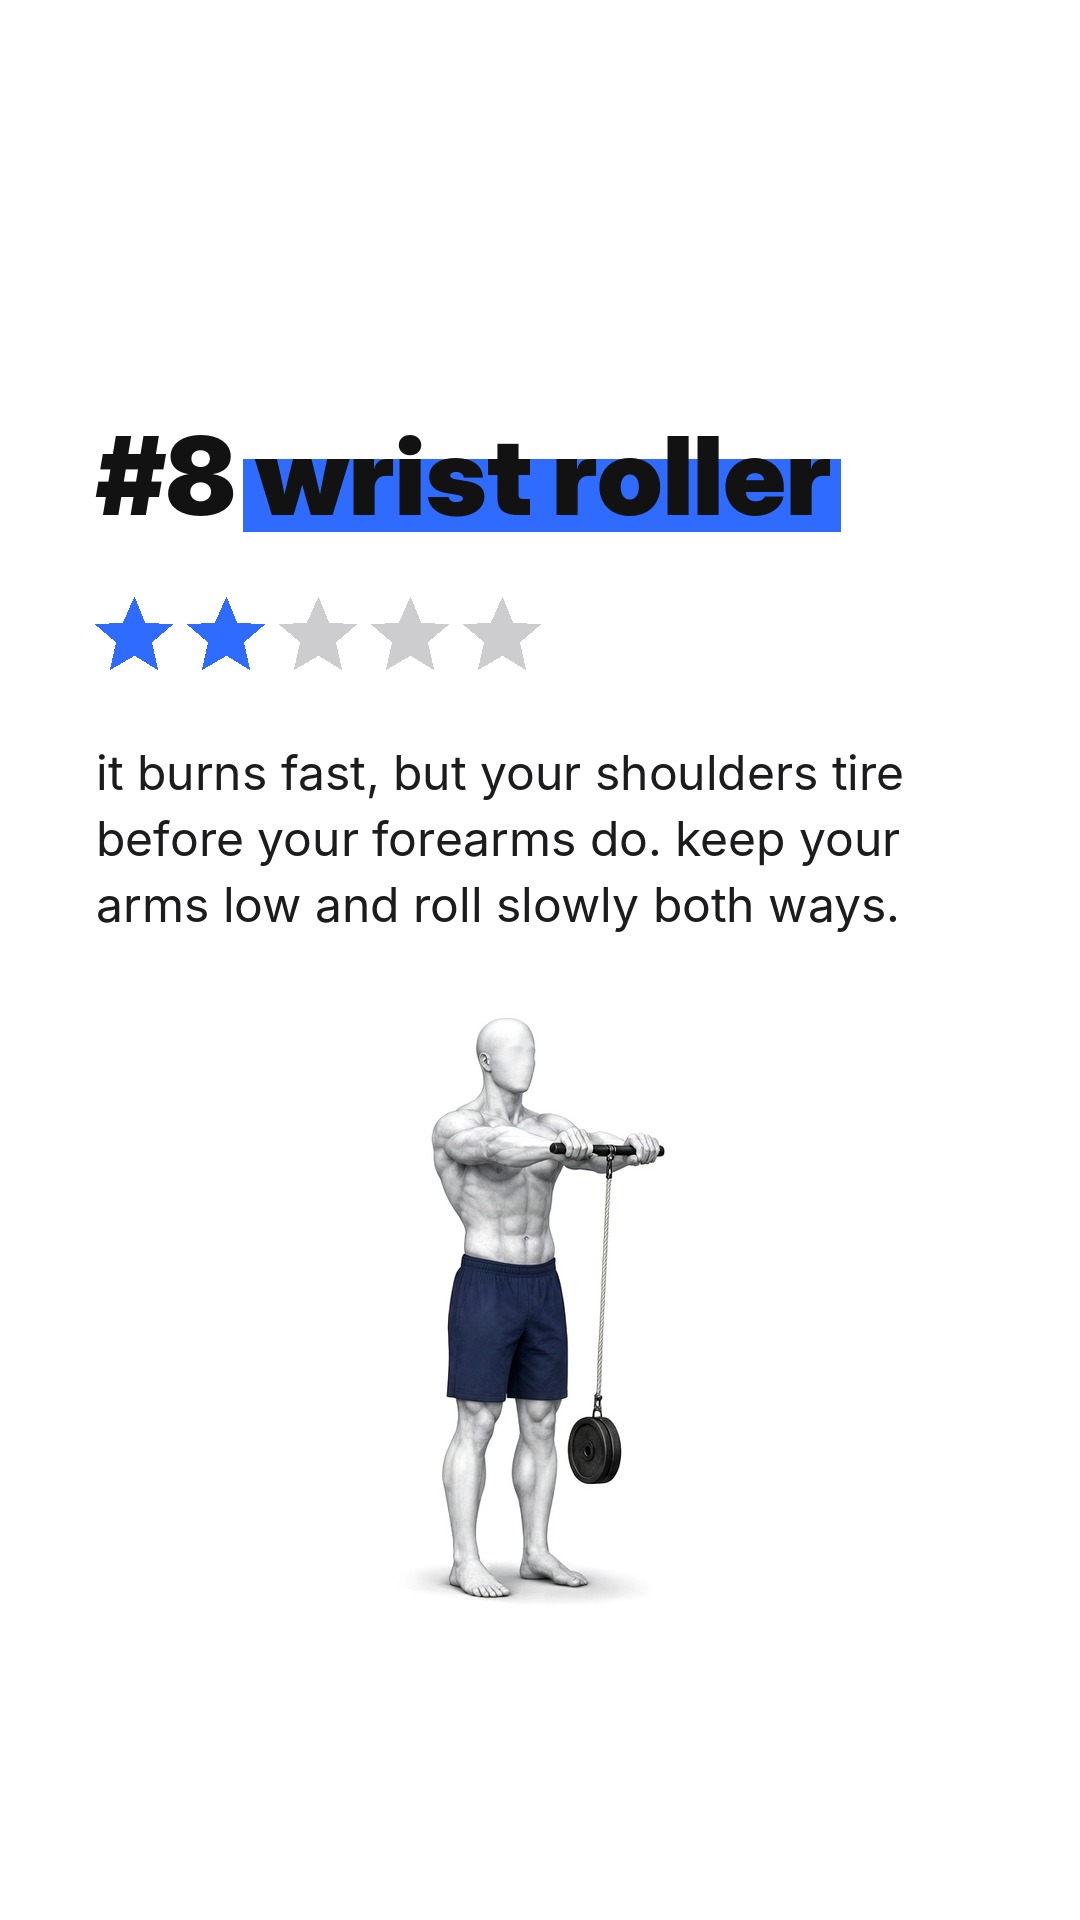 #8 wrist roller
it burns fast, but your shoulders tire
before your forearms do. keep your
arms low and roll slowly both ways.